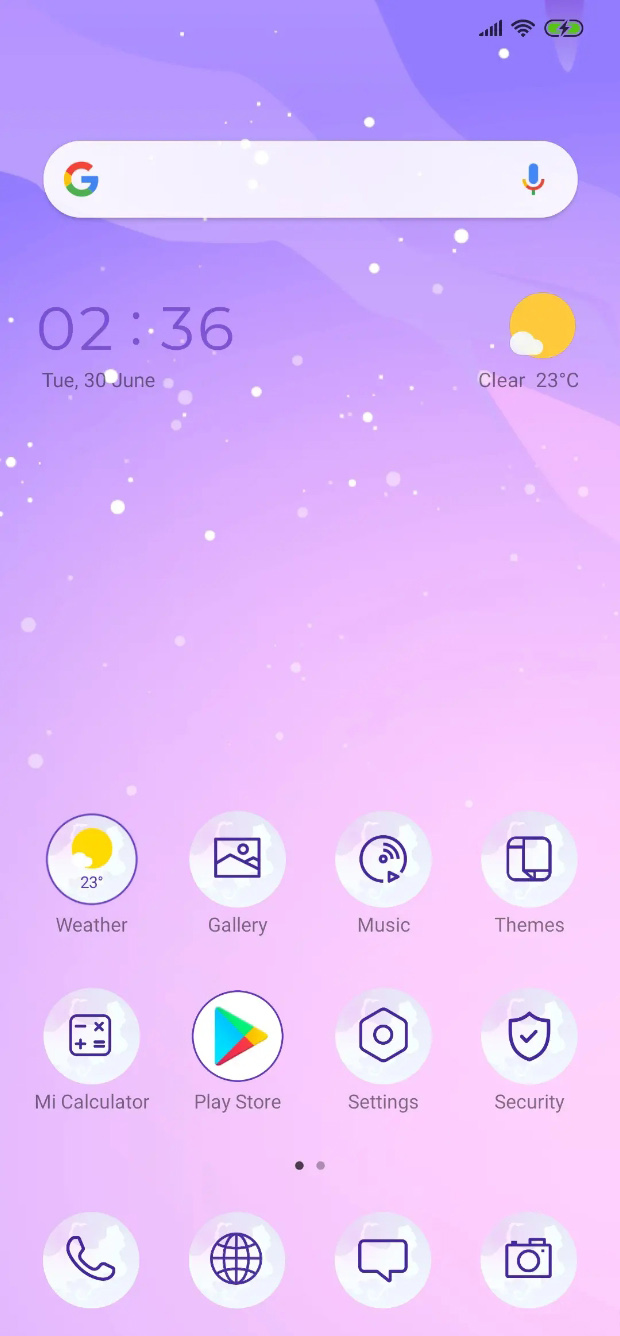 02 : 36
Tue, 30 June
Clear 23°C
23°
Weather
Gallery
Music
Themes
Mi Calculator
Play Store
Settings
Security